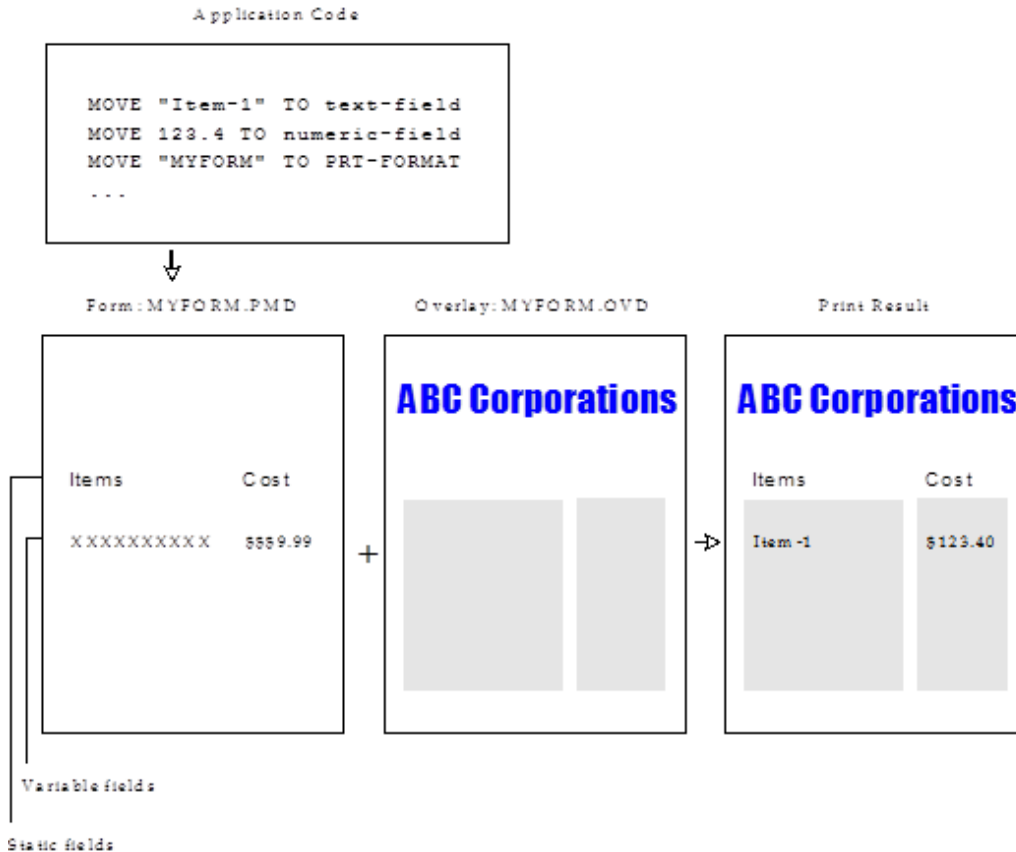 Application Code
MOVE "Item-1" TO text-field
MOVE 123.4 TO numeric-field
MOVE "MYFORM" TO PRT-FORMAT
...
Form:MYFORM.PMD
Overlay:MYFORM.OVD
Print Result
ABC Corporations
ABC Corporations
Items Cost
Items Cost
XXXXXXXXXX $$$9.99
+
Item-1 $123.40
Variable fields
Static fields